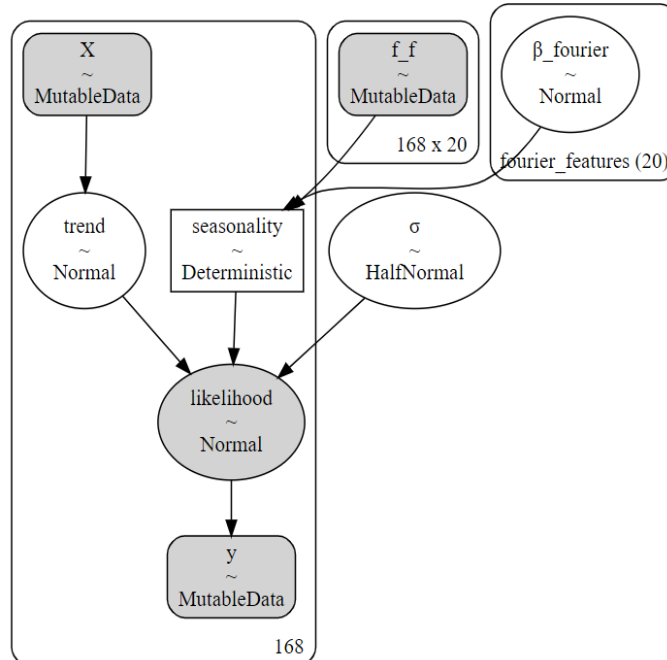 X
~
MutableData
f_f
~
MutableData
168 x 20
β_fourier
~
Normal
fourier_features (20)
trend
~
Normal
seasonality
~
Deterministic
σ
~
HalfNormal
likelihood
~
Normal
y
~
MutableData
168